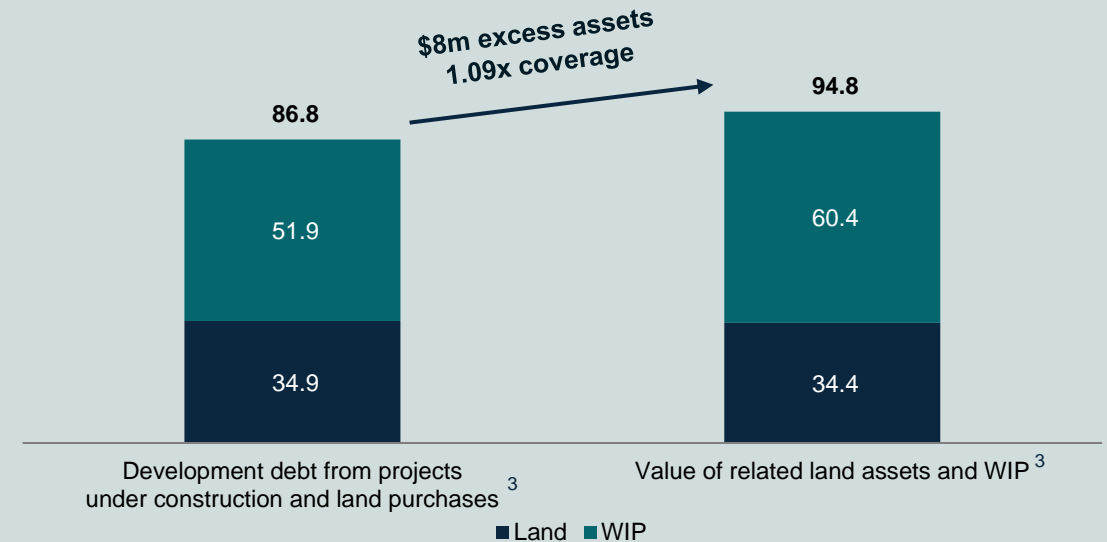 $8m excess assets
1.09x coverage
86.8
94.8
51.9
60.4
34.9
34.4
Development debt from projects
under construction and land purchases 3
Value of related land assets and WIP 3
Land WIP